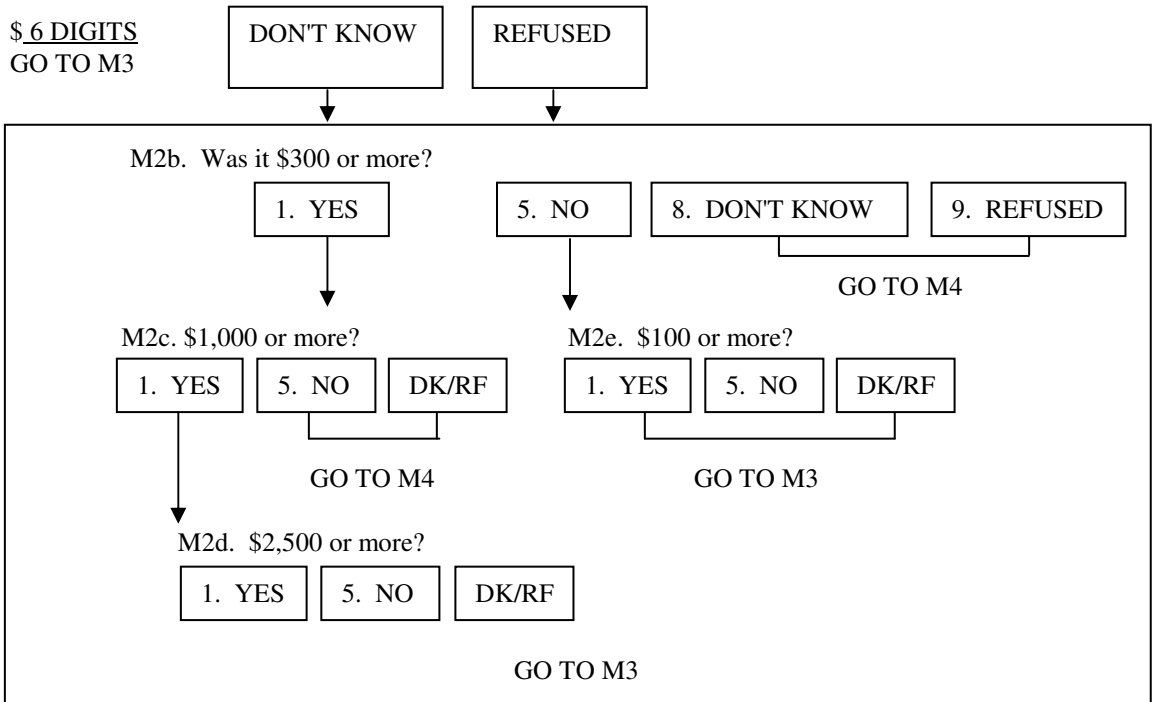 $ 6 DIGITS
GO TO M3
DON'T KNOW
REFUSED
M2b. Was it $300 or more?
1. YES
5. NO
8. DON'T KNOW
9. REFUSED
GO TO M4
M2c. $1,000 or more?
M2e. $100 or more?
1. YES
5. NO
DK/RF
1. YES
5. NO
DK/RF
GO TO M4
GO TO M3
M2d. $2,500 or more?
1. YES
5. NO
DK/RF
GO TO M3